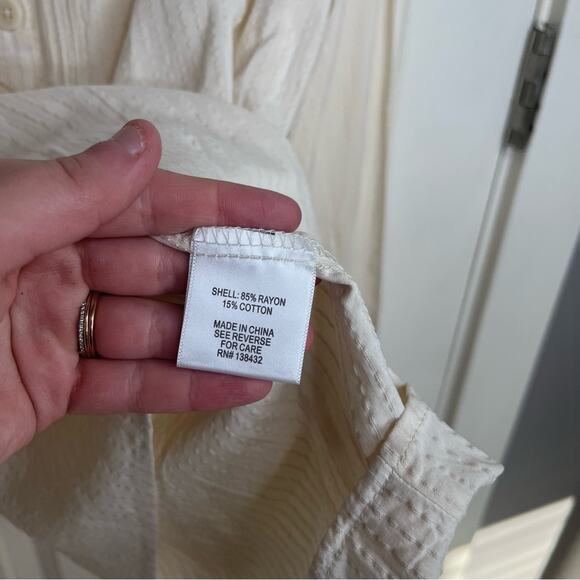 SHELL: 85% RAYON
15% COTTON
MADE IN CHINA
SEE REVERSE
FOR CARE
RN# 138432